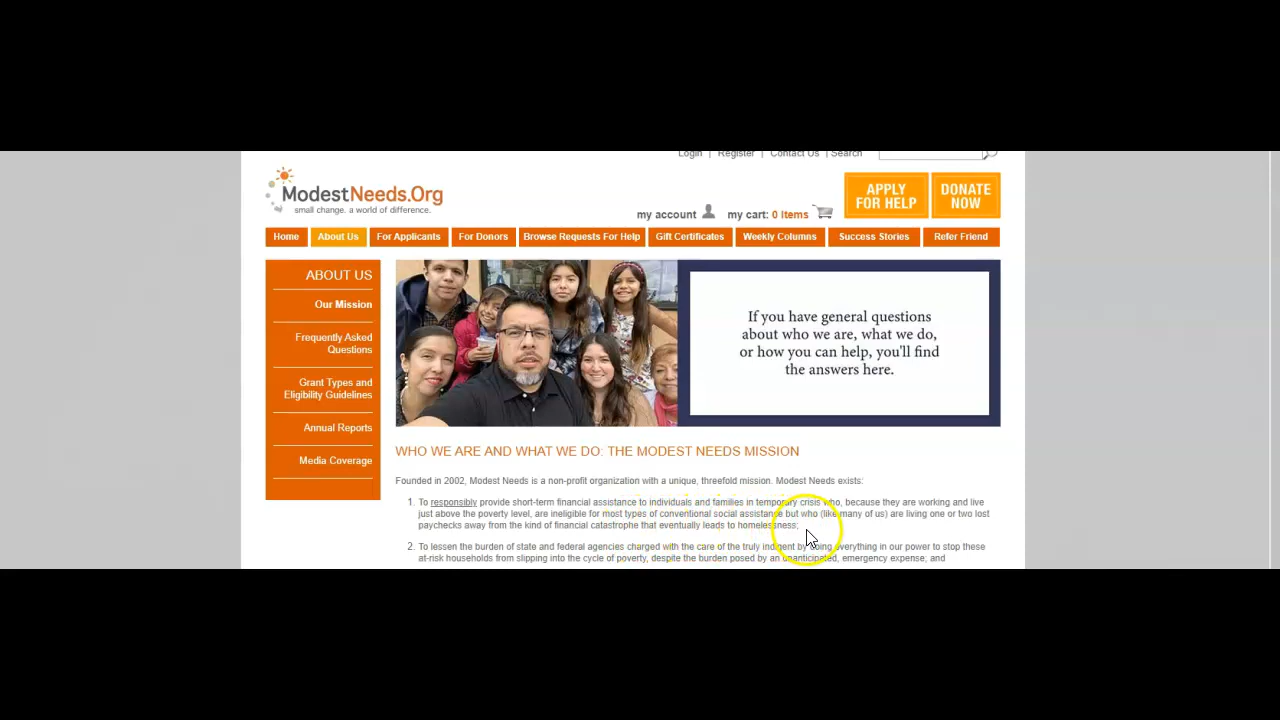 Login | Register | Contact Us | Search
ModestNeeds.Org
small change. a world of difference.
my account my cart: 0 Items
APPLY
FOR HELP
DONATE
NOW
Home About Us For Applicants For Donors Browse Requests For Help Gift Certificates Weekly Columns Success Stories Refer Friend
ABOUT US
Our Mission
Frequently Asked
Questions
Grant Types and
Eligibility Guidelines
Annual Reports
Media Coverage
If you have general questions
about who we are, what we do,
or how you can help, you'll find
the answers here.
WHO WE ARE AND WHAT WE DO: THE MODEST NEEDS MISSION
Founded in 2002, Modest Needs is a non-profit organization with a unique, threefold mission. Modest Needs exists:
1. To responsibly provide short-term financial assistance to individuals and families in temporary crisis who, because they are working and live
just above the poverty level, are ineligible for most types of conventional social assistance but who (like many of us) are living one or two lost
paychecks away from the kind of financial catastrophe that eventually leads to homelessness;
2. To lessen the burden of state and federal agencies charged with the care of the truly indigent by doing everything in our power to stop these
at-risk households from slipping into the cycle of poverty, despite the burden posed by an unanticipated, emergency expense, and